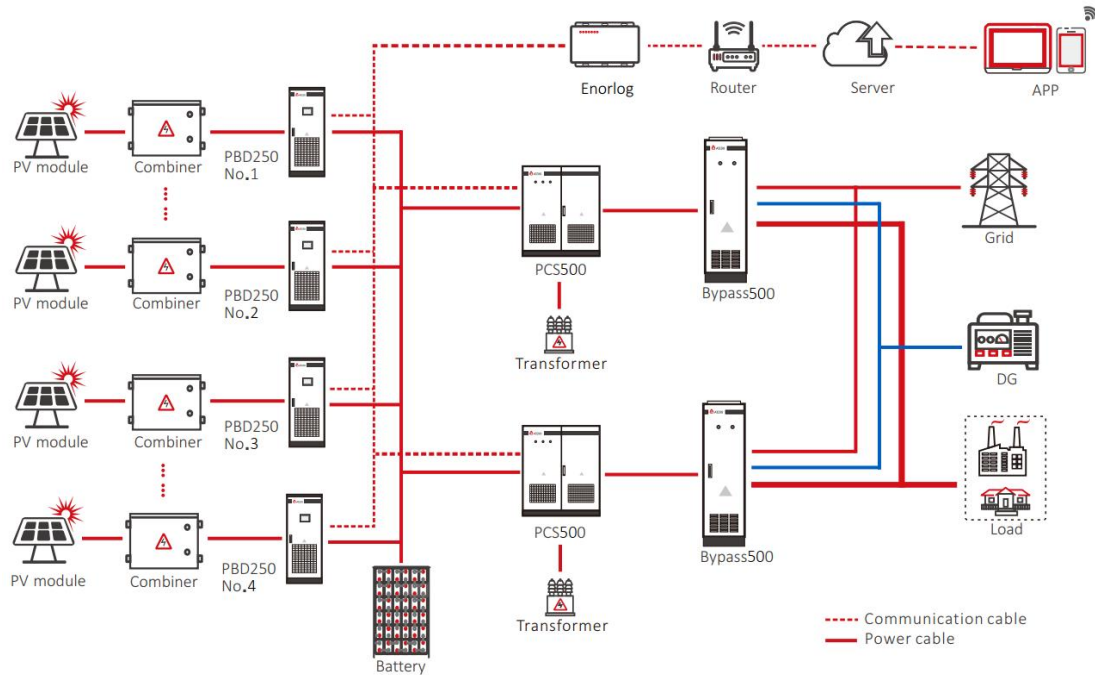 Enorlog
Router
Server
APP
PV module
Combiner
PBD250
No.1
PV module
Combiner
PBD250
No.2
PCS500
Bypass500
Grid
Transformer
DG
PV module
Combiner
PBD250
No.3
PCS500
Bypass500
Load
PV module
Combiner
PBD250
No.4
Transformer
Battery
Communication cable
Power cable